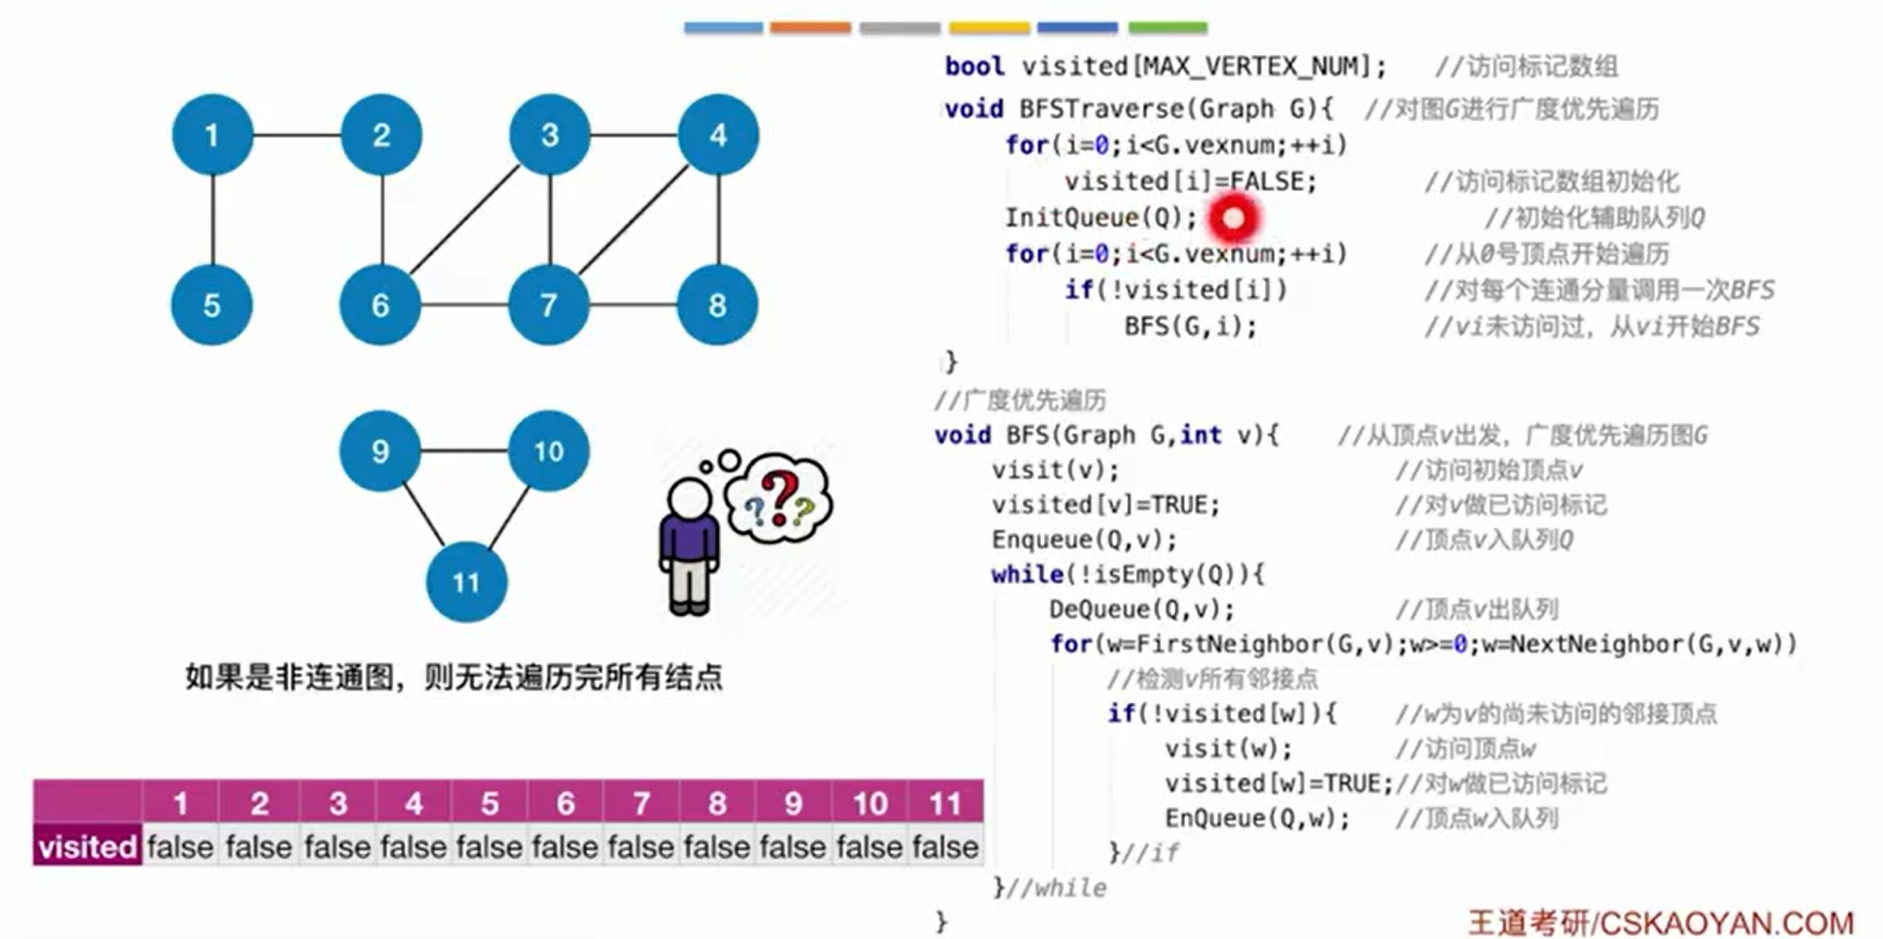 1
2
3
4
5
6
7
8
9
10
11
? ? ?
如果是非连通图，则无法遍历完所有结点
1 2 3 4 5 6 7 8 9 10 11
visited false false false false false false false false false false false
bool visited[MAX_VERTEX_NUM]; //访问标记数组
void BFSTraverse(Graph G){ //对图G进行广度优先遍历
for(i=0;i<G.vexnum;++i)
visited[i]=FALSE; //访问标记数组初始化
InitQueue(Q); //初始化辅助队列Q
for(i=0;i<G.vexnum;++i) //从0号顶点开始遍历
if(!visited[i]) //对每个连通分量调用一次BFS
BFS(G,i); //vi未访问过，从vi开始BFS
}
//广度优先遍历
void BFS(Graph G,int v){ //从顶点v出发，广度优先遍历图G
visit(v); //访问初始顶点v
visited[v]=TRUE; //对v做已访问标记
Enqueue(Q,v); //顶点v入队列Q
while(!isEmpty(Q)){
DeQueue(Q,v); //顶点v出队列
for(w=FirstNeighbor(G,v);w>=0;w=NextNeighbor(G,v,w))
//检测v所有邻接点
if(!visited[w]){ //w为v的尚未访问的邻接顶点
visit(w); //访问顶点w
visited[w]=TRUE;//对w做已访问标记
EnQueue(Q,w); //顶点w入队列
}//if
}//while
}
王道考研/CSKAOYAN.COM